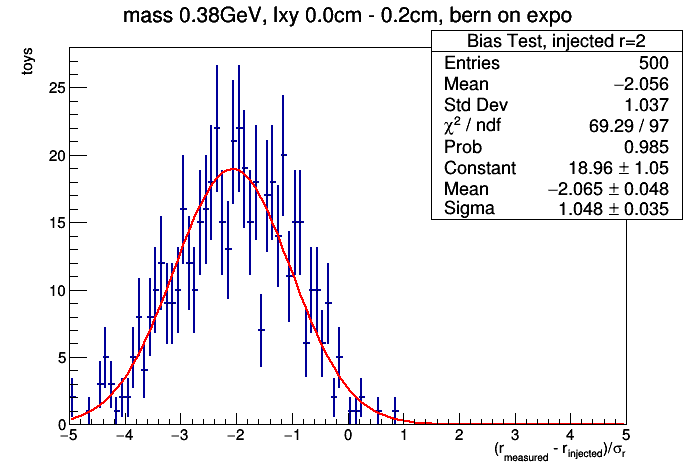 mass 0.38GeV, lxy 0.0cm - 0.2cm, bern on expo
toys
Bias Test, injected r=2
Entries 500
Mean −2.056
Std Dev 1.037
χ² / ndf 69.29 / 97
Prob 0.985
Constant 18.96 ± 1.05
Mean −2.065 ± 0.048
Sigma 1.048 ± 0.035
25
20
15
10
5
0
−5 −4 −3 −2 −1 0 1 2 3 4 5
(r_measured - r_injected)/σ_r